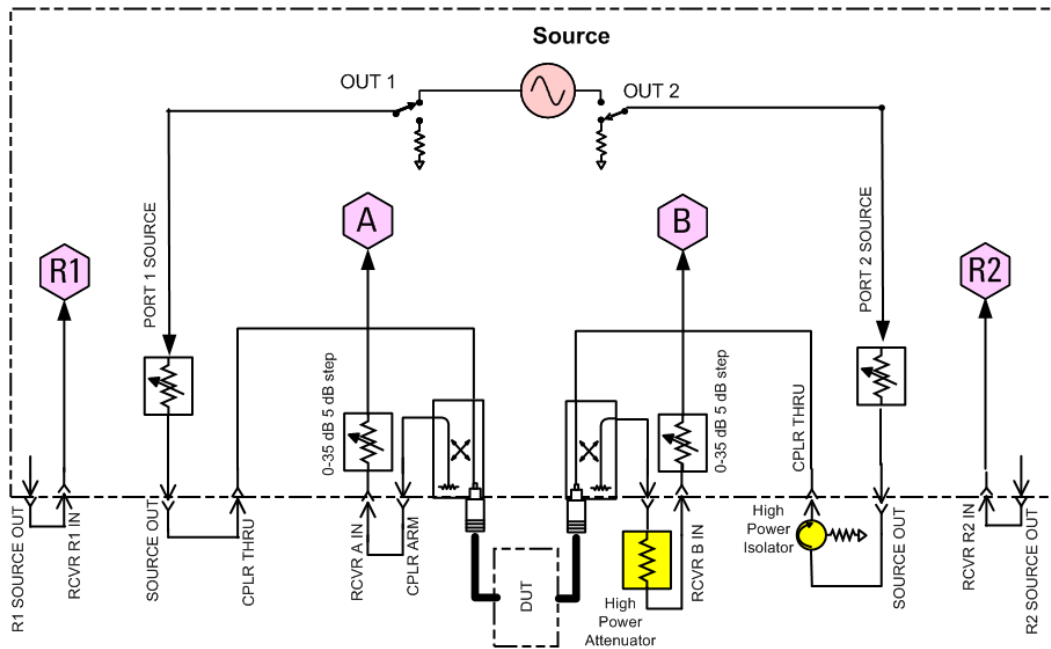 Source
OUT 1
OUT 2
PORT 1 SOURCE
A
B
PORT 2 SOURCE
R1
R2
0-35 dB 5 dB step
0-35 dB 5 dB step
CPLR THRU
R1 SOURCE OUT
RCVR R1 IN
SOURCE OUT
CPLR THRU
RCVR A IN
CPLR ARM
DUT
High
Power
Attenuator
RCVR B IN
High
Power
Isolator
SOURCE OUT
RCVR R2 IN
R2 SOURCE OUT